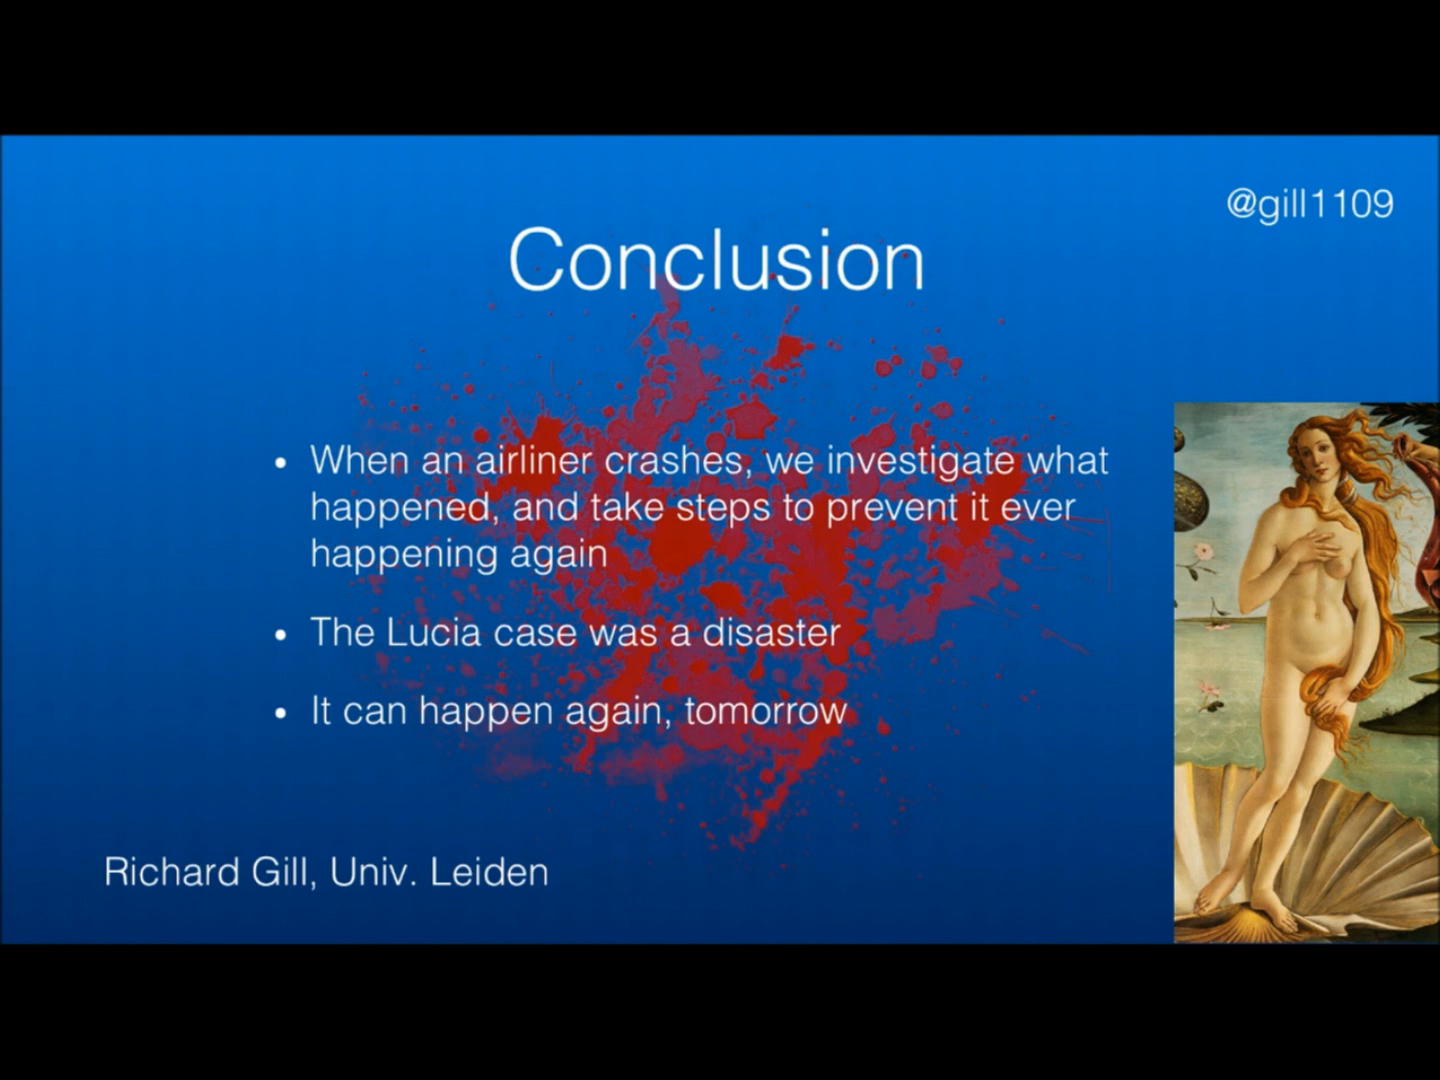 @gill1109
Conclusion
• When an airliner crashes, we investigate what
happened, and take steps to prevent it ever
happening again
• The Lucia case was a disaster
• It can happen again, tomorrow
Richard Gill, Univ. Leiden